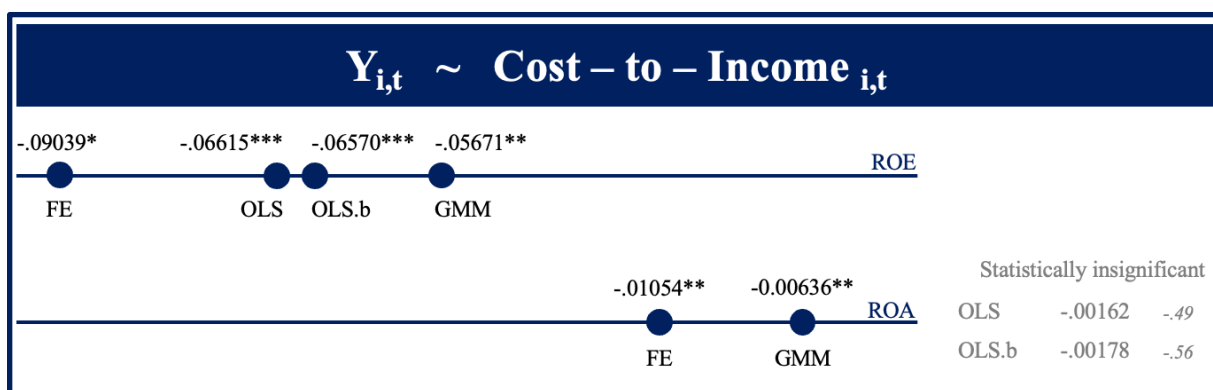 Y i,t ~ Cost – to – Income i,t
-.09039* -.06615*** -.06570*** -.05671**
ROE
FE OLS OLS.b GMM
Statistically insignificant
-.01054** -0.00636**
ROA OLS -.00162 -.49
FE GMM OLS.b -.00178 -.56